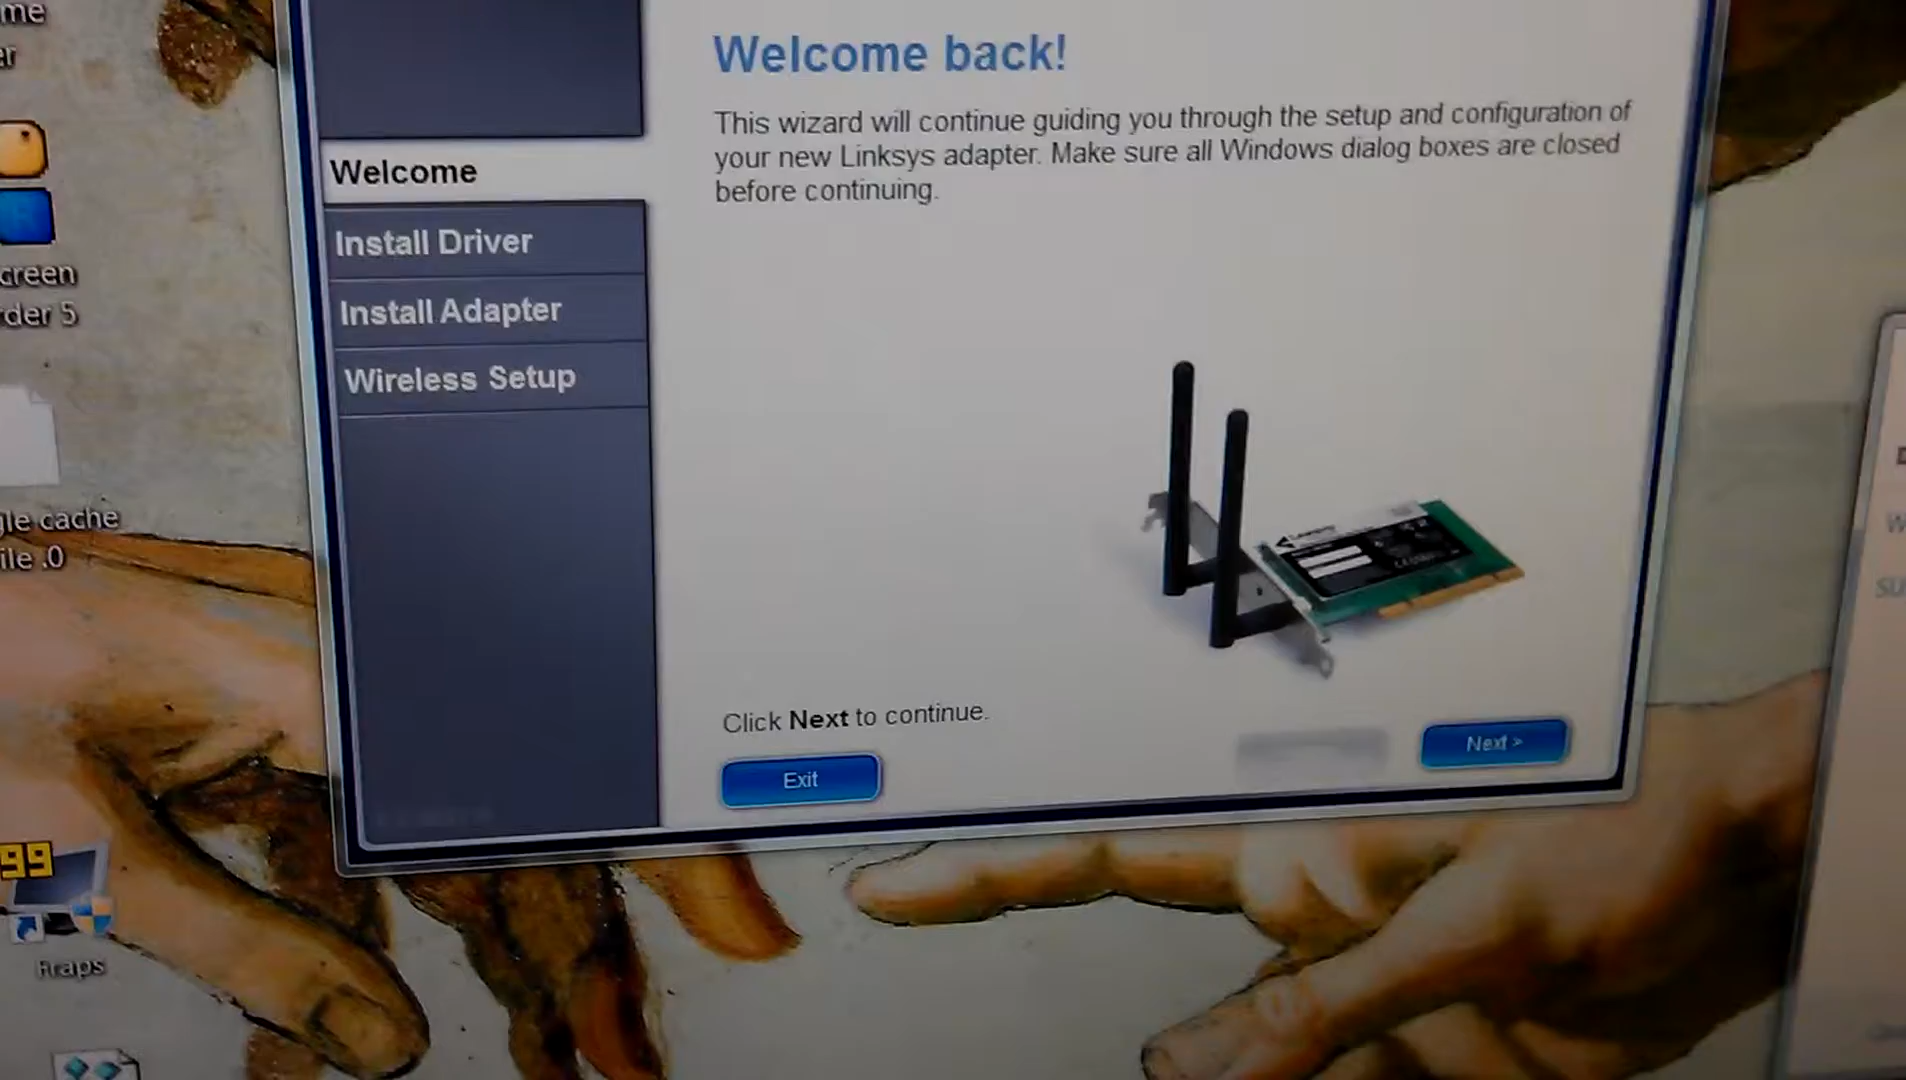 me
er
creen
rder 5
gle cache
ile .0
99
Fraps
Welcome
Install Driver
Install Adapter
Wireless Setup
Welcome back!
This wizard will continue guiding you through the setup and configuration of
your new Linksys adapter. Make sure all Windows dialog boxes are closed
before continuing.
Click Next to continue.
Exit
Next >